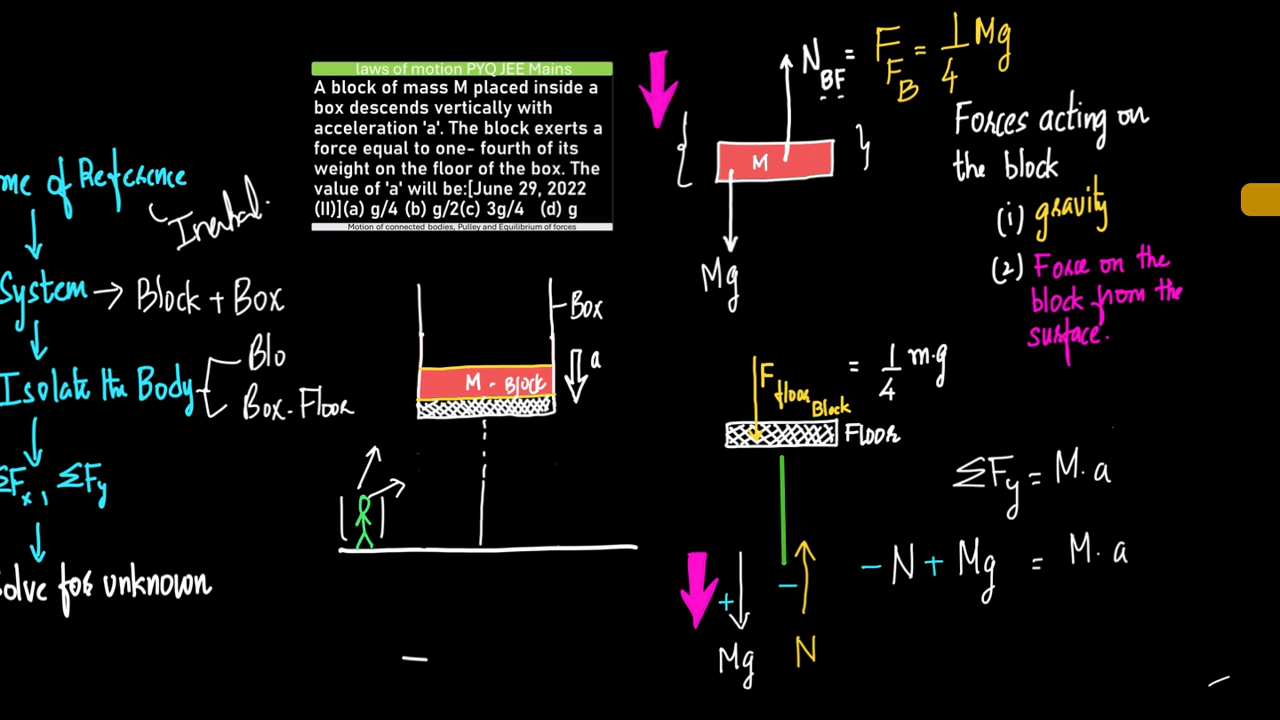 me of Reference
Inertial.
System → Block + Box
Isolate the Body
Blo
Box-Floor
ΣFx, ΣFy
Solve for unknown
laws of motion PYQ JEE Mains
A block of mass M placed inside a
box descends vertically with
acceleration 'a'. The block exerts a
force equal to one- fourth of its
weight on the floor of the box. The
value of 'a' will be:[June 29, 2022
(II)](a) g/4 (b) g/2(c) 3g/4 (d) g
Motion of connected bodies, Pulley and Equilibrium of forces
Box
M - Block
a
N BF = F FB = 1/4 Mg
M
Mg
Forces acting on
the block
(i) gravity
(2) Force on the
block from the
surface.
F floor Block = 1/4 m.g
Floor
ΣFy = M.a
- N + Mg = M.a
+
-
Mg
N